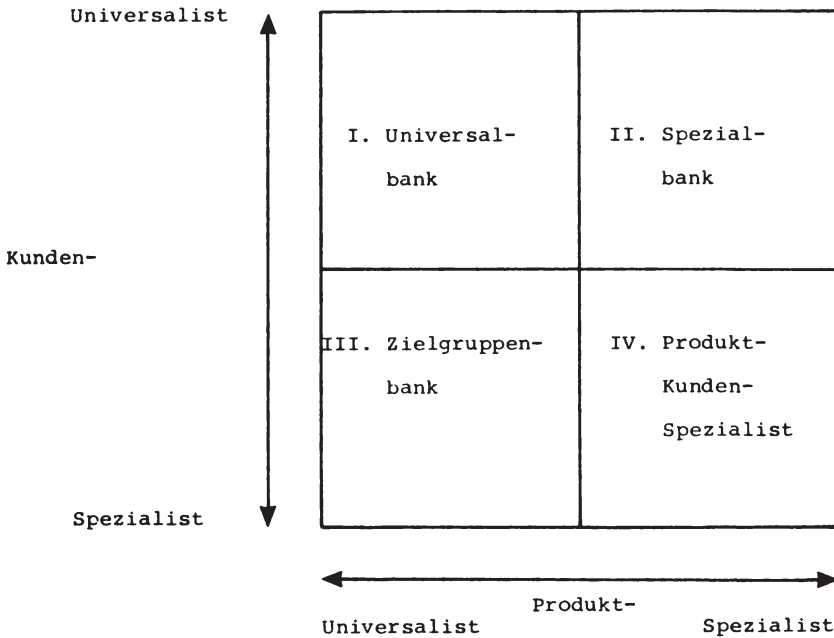 Universalist
I. Universal-
bank
II. Spezial-
bank
Kunden-
III. Zielgruppen-
bank
IV. Produkt-
Kunden-
Spezialist
Spezialist
Produkt-
Universalist
Spezialist